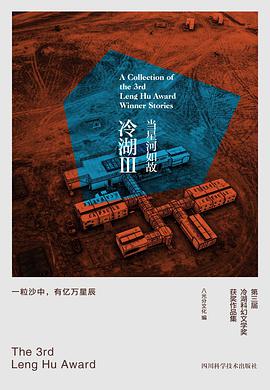 A Collection of
the 3rd
Leng Hu Award
Winner Stories
当星河如故
冷湖III
一粒沙中，有亿万星辰
第三届
冷湖科幻文学奖
获奖作品集
八光分文化 编
The 3rd
Leng Hu Award
四川科学技术出版社